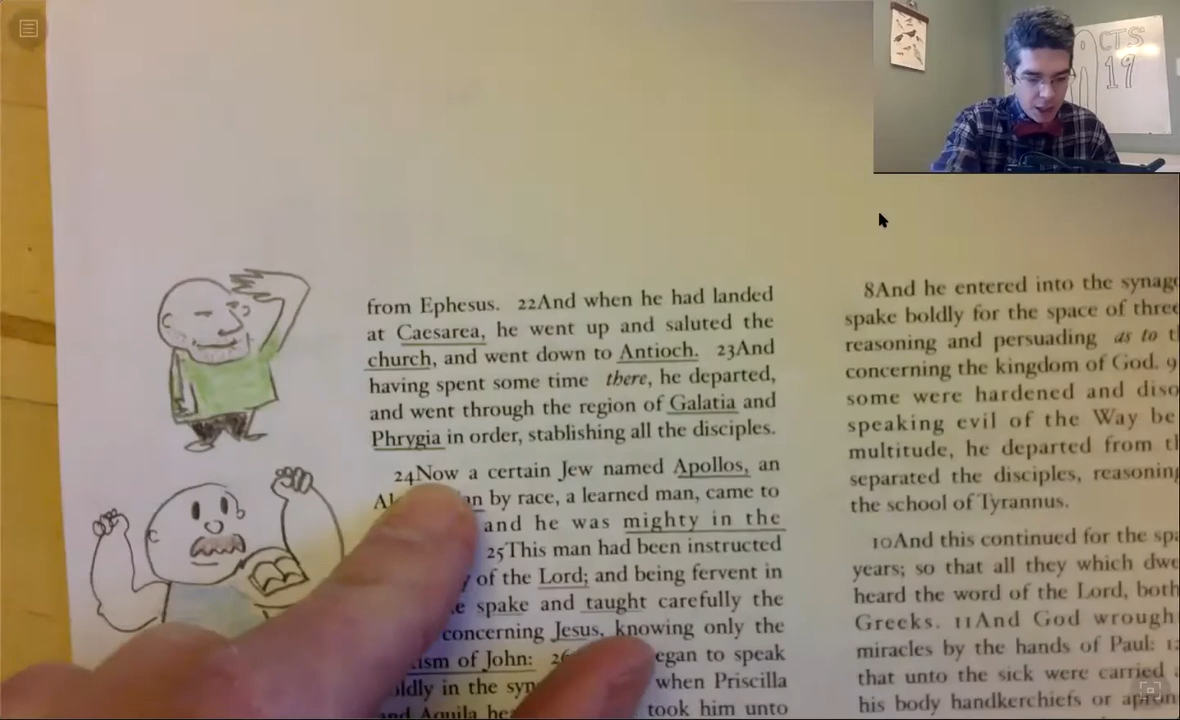 CTS
19
from Ephesus. 22And when he had landed
at Caesarea, he went up and saluted the
church, and went down to Antioch. 23And
having spent some time there, he departed,
and went through the region of Galatia and
Phrygia in order, stablishing all the disciples.
24Now a certain Jew named Apollos, an
by race, a learned man, came to
and he was mighty in the
25This man had been instructed
of the Lord; and being fervent in
spake and taught carefully the
concerning Jesus, knowing only the
of John: to speak
in the when Priscilla
and Aquila took him unto
8And he entered into the
spake boldly for the space of three
reasoning and persuading as to
concerning the kingdom of God.
some were hardened and
speaking evil of the Way
multitude, he departed from
separated the disciples, reasoning
the school of Tyrannus.
10And this continued for the
years; so that all they which
heard the word of the Lord, both
Greeks. 11And God
miracles by the hands of Paul:
that unto the sick were carried
his body handkerchiefs or